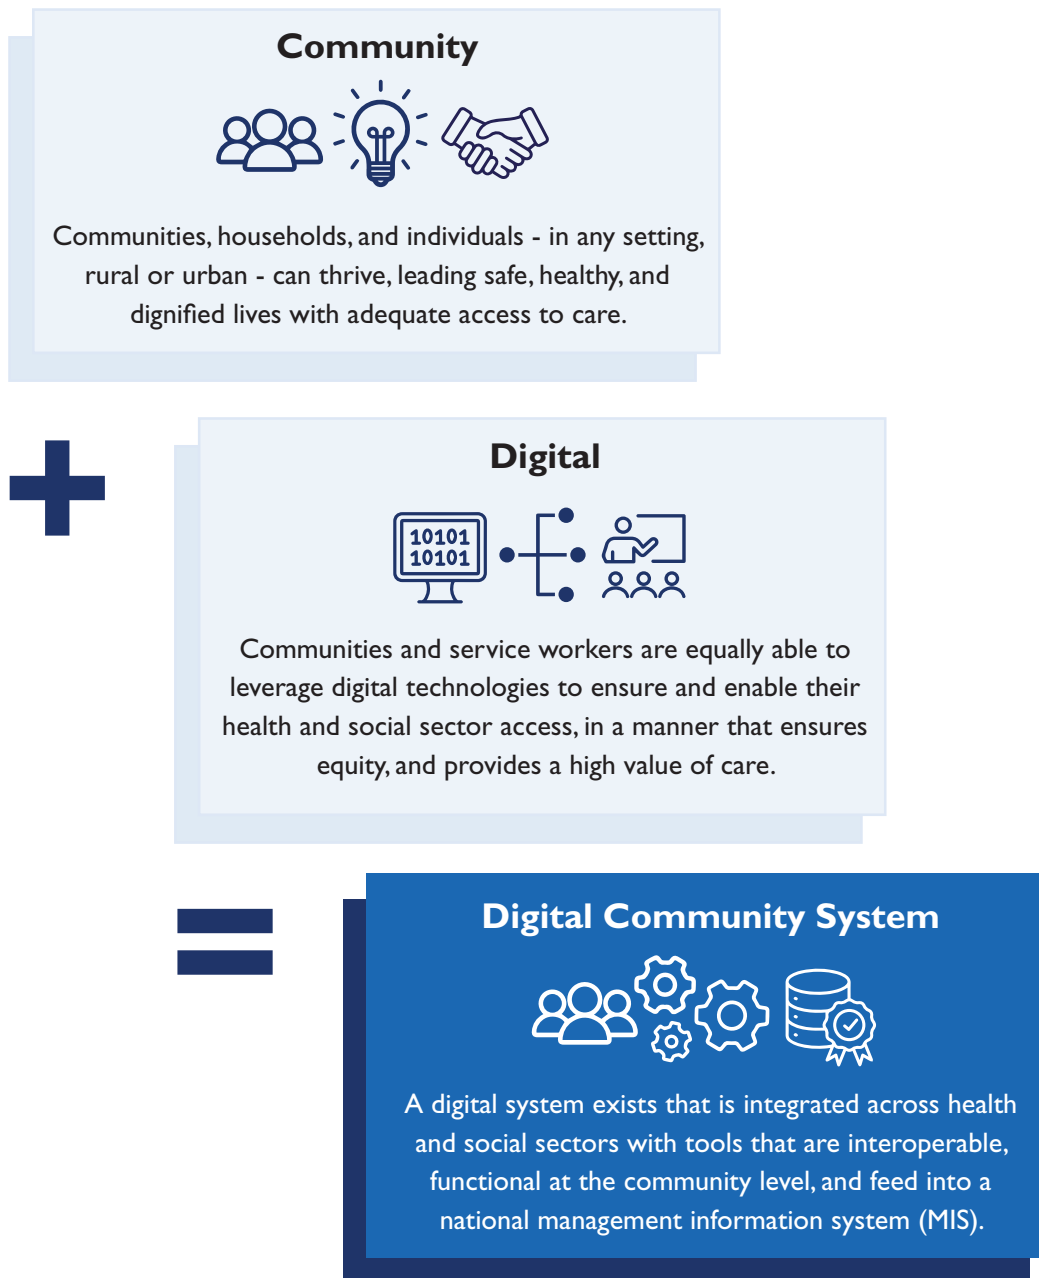 Community
Communities, households, and individuals - in any setting,
rural or urban - can thrive, leading safe, healthy, and
dignified lives with adequate access to care.
Digital
10101
10101
Communities and service workers are equally able to
leverage digital technologies to ensure and enable their
health and social sector access, in a manner that ensures
equity, and provides a high value of care.
Digital Community System
A digital system exists that is integrated across health
and social sectors with tools that are interoperable,
functional at the community level, and feed into a
national management information system (MIS).